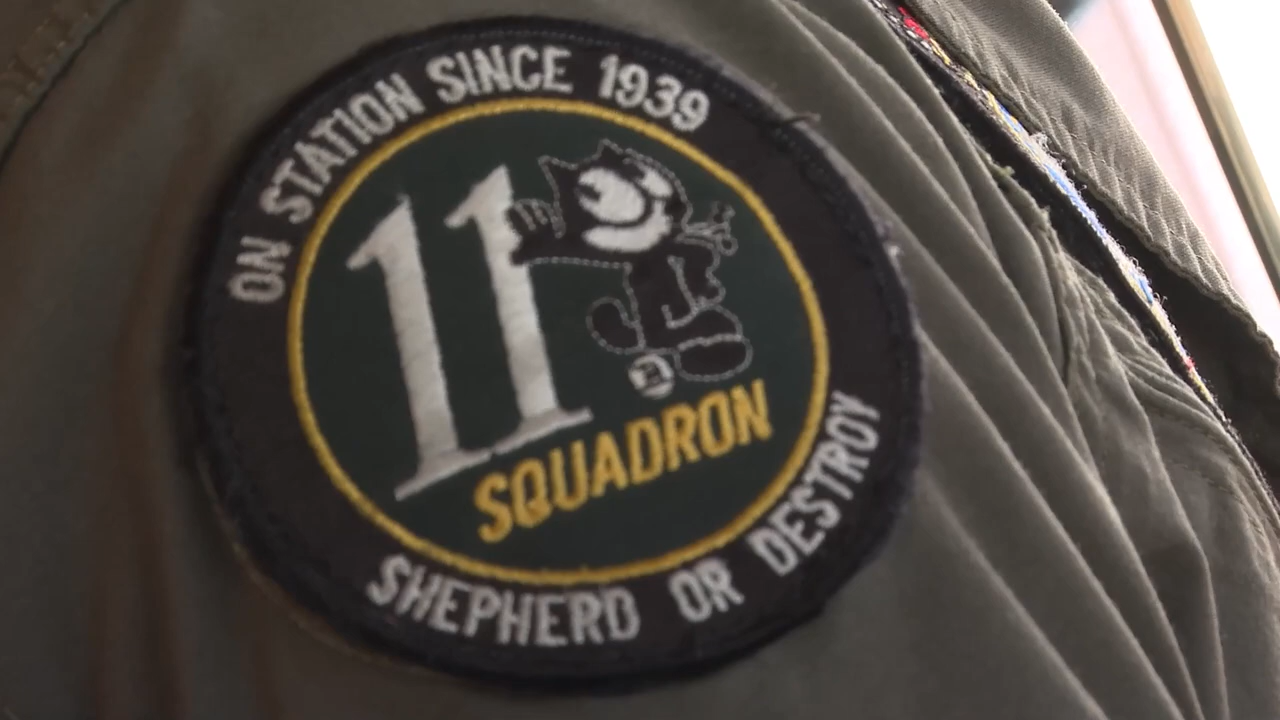 ON STATION SINCE 1939
11
SQUADRON
SHEPHERD OR DESTROY